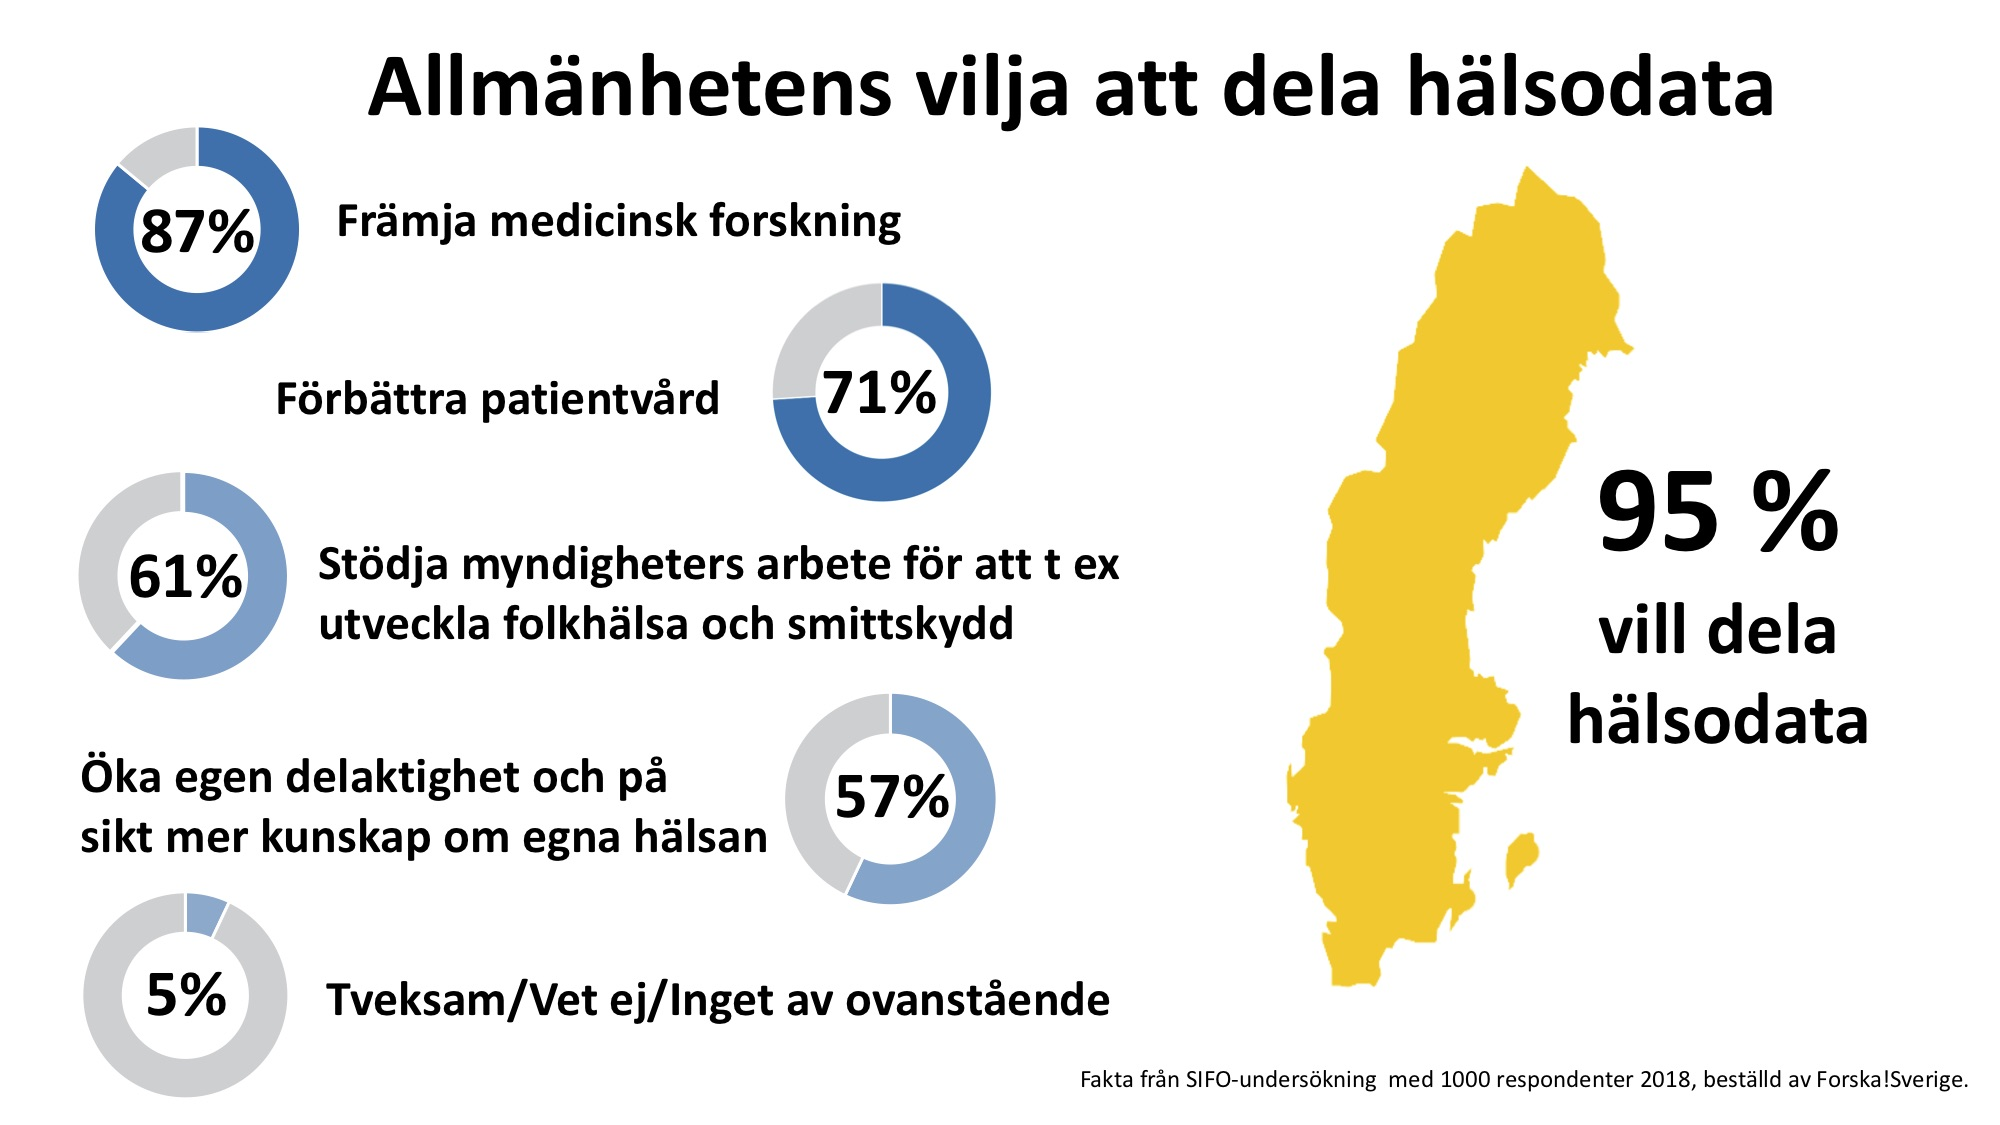 Allmänhetens vilja att dela hälsodata
87%
Främja medicinsk forskning
Förbättra patientvård
71%
61%
Stödja myndigheters arbete för att t ex
utveckla folkhälsa och smittskydd
Öka egen delaktighet och på
sikt mer kunskap om egna hälsan
57%
5%
Tveksam/Vet ej/Inget av ovanstående
95 %
vill dela
hälsodata
Fakta från SIFO-undersökning med 1000 respondenter 2018, beställd av Forska!Sverige.